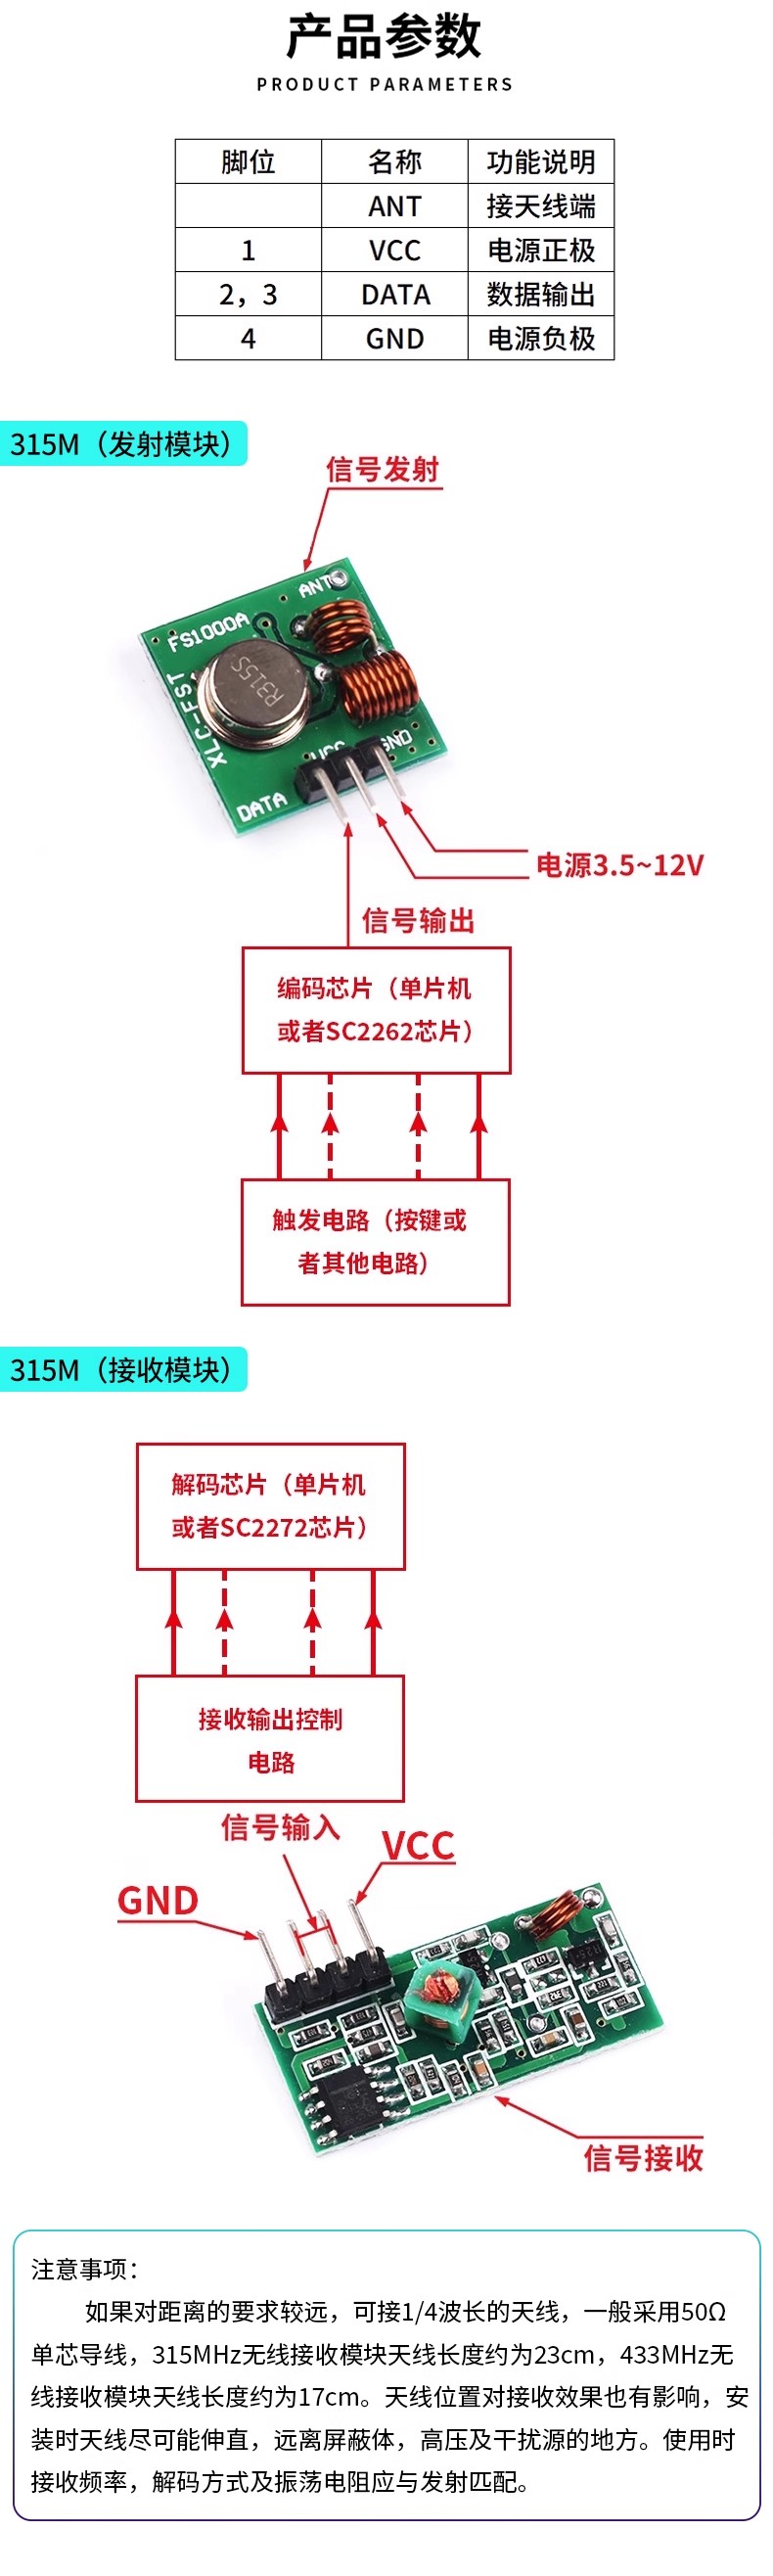 产品参数
PRODUCT PARAMETERS
脚位 名称 功能说明
ANT 接天线端
1 VCC 电源正极
2，3 DATA 数据输出
4 GND 电源负极
315M（发射模块）
信号发射
ANT
FS1000A
R315S
XLC-FST
VCC
GND
DATA
电源3.5~12V
信号输出
编码芯片（单片机
或者SC2262芯片）
触发电路（按键或
者其他电路）
315M（接收模块）
解码芯片（单片机
或者SC2272芯片）
接收输出控制
电路
信号输入
VCC
GND
信号接收
注意事项：
如果对距离的要求较远，可接1/4波长的天线，一般采用50Ω
单芯导线，315MHz无线接收模块天线长度约为23cm，433MHz无
线接收模块天线长度约为17cm。天线位置对接收效果也有影响，安
装时天线尽可能伸直，远离屏蔽体，高压及干扰源的地方。使用时
接收频率，解码方式及振荡电阻应与发射匹配。